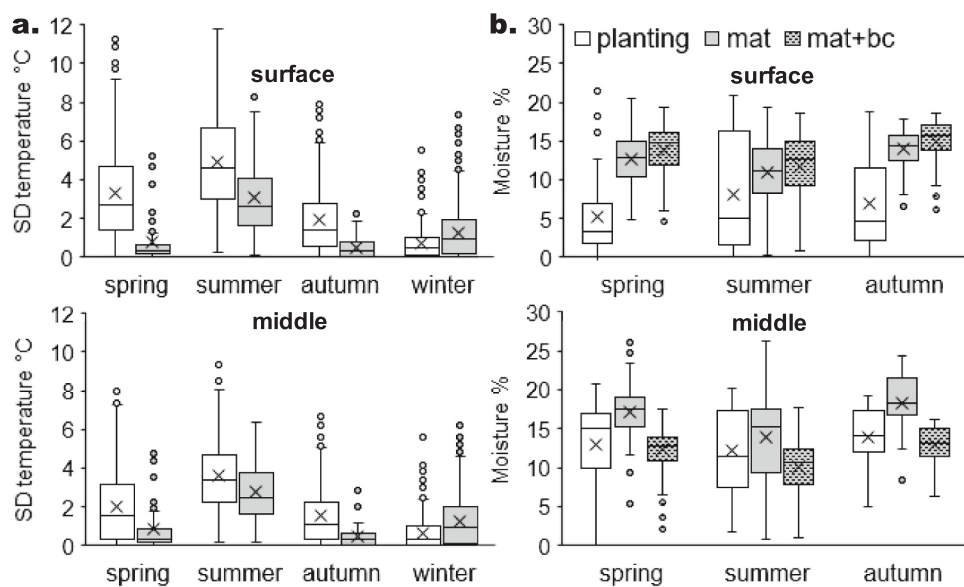 a.
SD temperature °C
12
10
8
6
4
2
0
surface
spring summer autumn winter
SD temperature °C
12
10
8
6
4
2
0
middle
spring summer autumn winter
b.
Moisture %
30
25
20
15
10
5
0
planting mat mat+bc
surface
spring summer autumn
Moisture %
30
25
20
15
10
5
0
middle
spring summer autumn